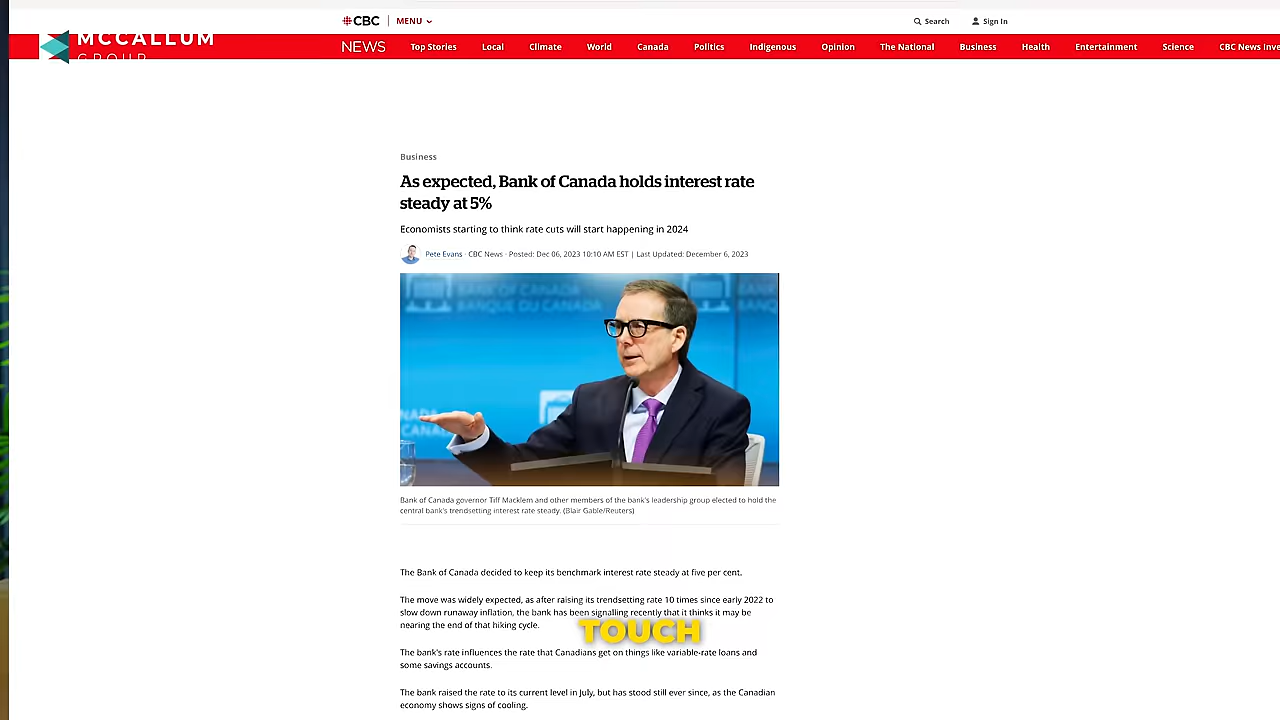 CBC MENU Search Sign In
MCCALLUM
GROUP
NEWS Top Stories Local Climate World Canada Politics Indigenous Opinion The National Business Health Entertainment Science CBC News Inve
Business
As expected, Bank of Canada holds interest rate
steady at 5%
Economists starting to think rate cuts will start happening in 2024
Pete Evans · CBC News · Posted: Dec 06, 2023 10:10 AM EST | Last Updated: December 6, 2023
BANK OF CANADA
BANQUE DU CANADA
Bank of Canada governor Tiff Macklem and other members of the bank's leadership group elected to hold the
central bank's trendsetting interest rate steady. (Blair Gable/Reuters)
The Bank of Canada decided to keep its benchmark interest rate steady at five per cent.
The move was widely expected, as after raising its trendsetting rate 10 times since early 2022 to
slow down runaway inflation, the bank has been signalling recently that it thinks it may be
nearing the end of that hiking cycle.
TOUCH
The bank's rate influences the rate that Canadians get on things like variable-rate loans and
some savings accounts.
The bank raised the rate to its current level in July, but has stood still ever since, as the Canadian
economy shows signs of cooling.